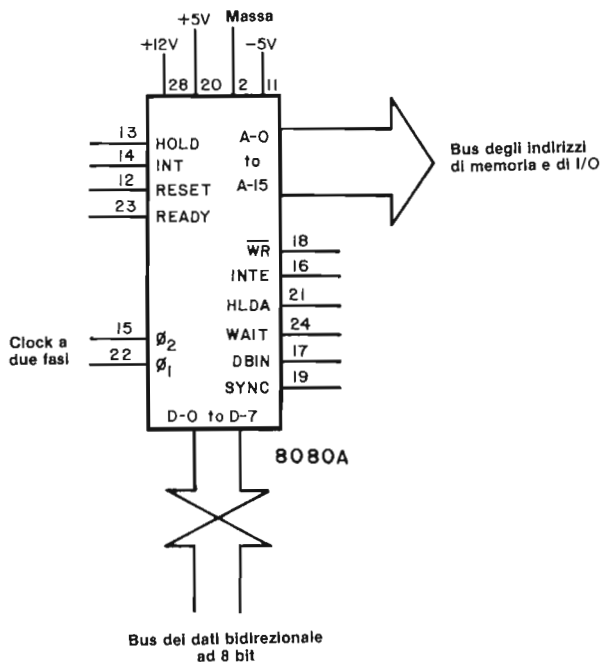 Massa
+5V
+12V
-5V
28 20 2 11
13 HOLD
14 INT
12 RESET
23 READY
A-0
to
A-15
Bus degli indirizzi
di memoria e di I/O
WR 18
INTE 16
HLDA 21
WAIT 24
DBIN 17
SYNC 19
Clock a
due fasi
15 Ø2
22 Ø1
D-0 to D-7
8080A
Bus dei dati bidirezionale
ad 8 bit